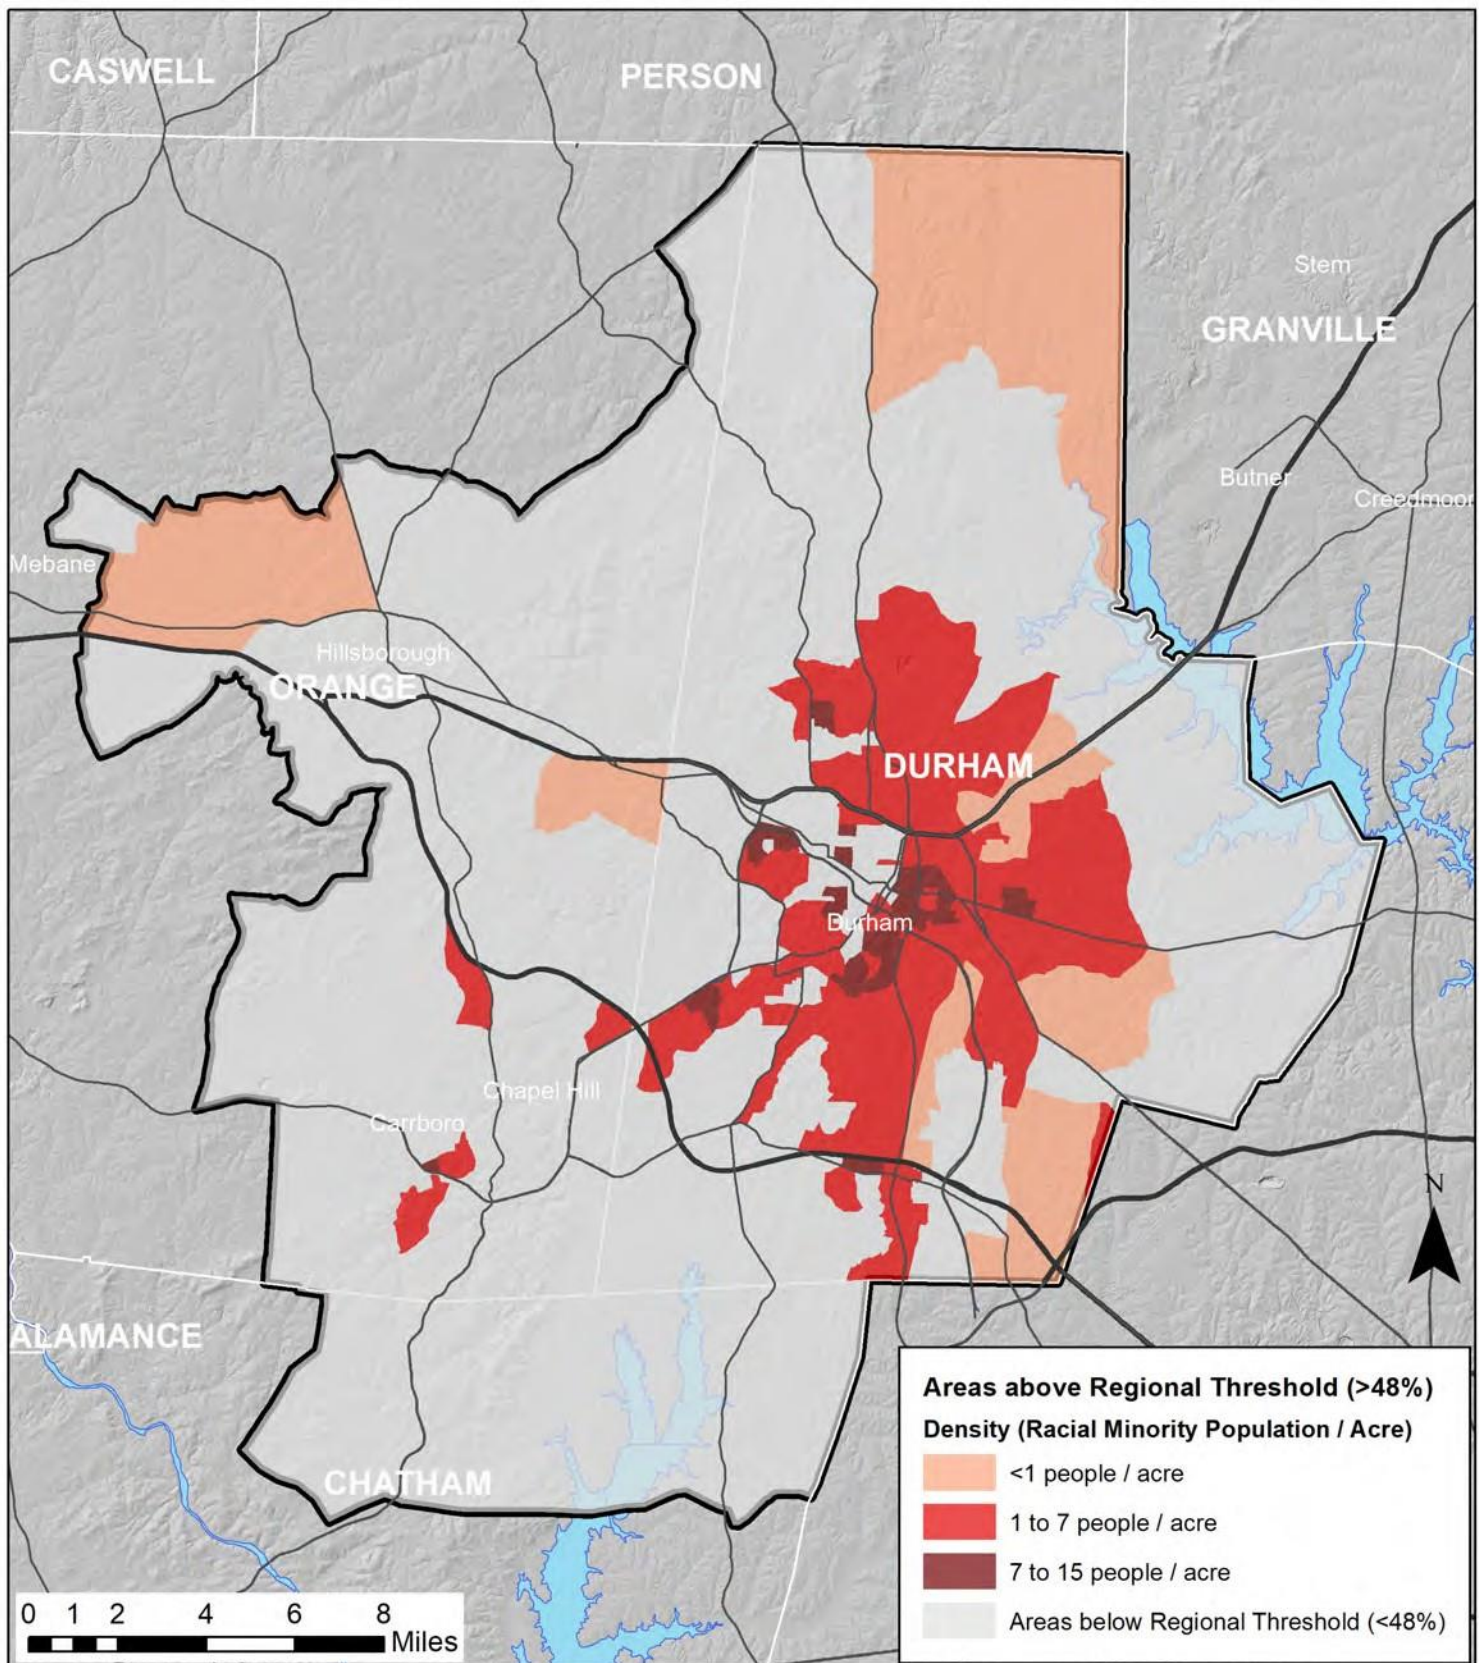 CASWELL
PERSON
Stem
GRANVILLE
Butner
Creedmoor
Mebane
Hillsborough
ORANGE
DURHAM
Durham
Chapel Hill
Carrboro
N
ALAMANCE
CHATHAM
Areas above Regional Threshold (>48%)
Density (Racial Minority Population / Acre)
<1 people / acre
1 to 7 people / acre
7 to 15 people / acre
Areas below Regional Threshold (<48%)
0 1 2 4 6 8
Miles